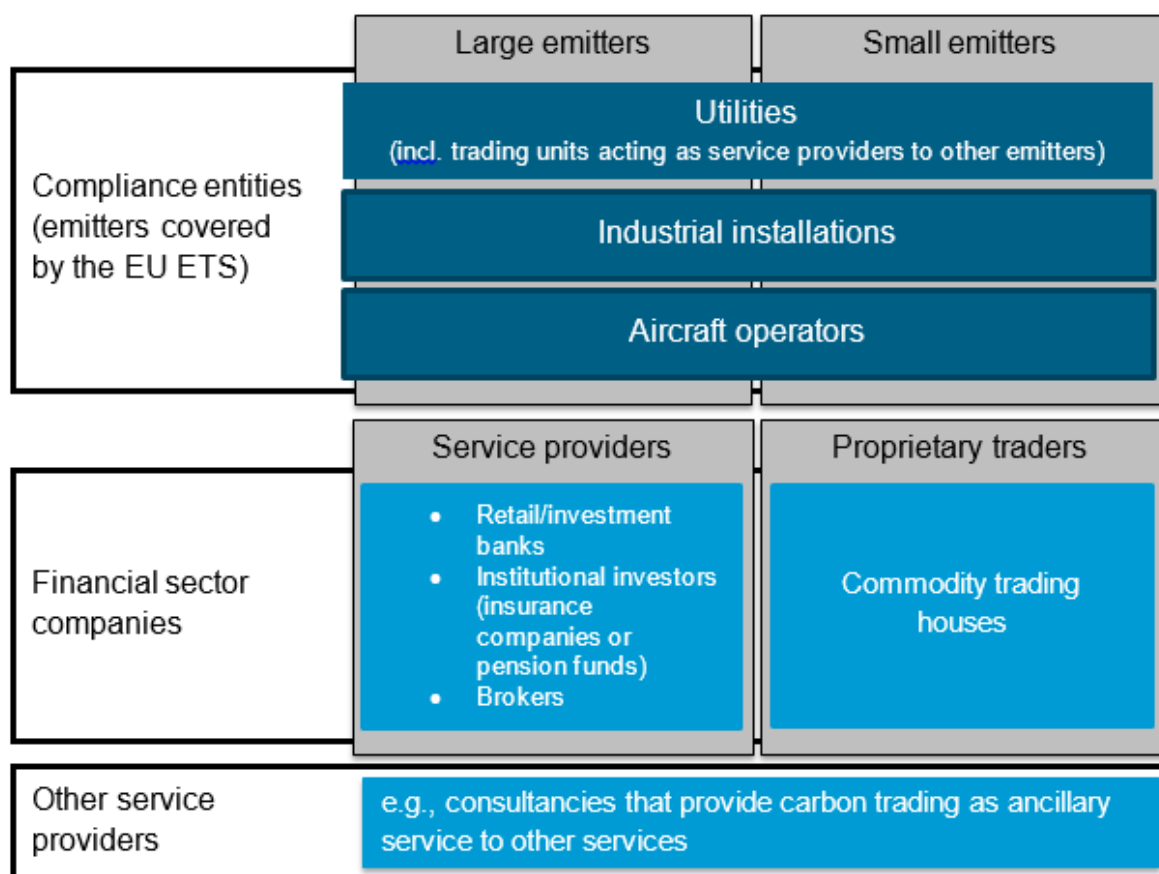 Large emitters
Small emitters
Compliance entities
(emitters covered
by the EU ETS)
Utilities
(incl. trading units acting as service providers to other emitters)
Industrial installations
Aircraft operators
Service providers
Proprietary traders
Financial sector
companies
• Retail/investment
banks
• Institutional investors
(insurance
companies or
pension funds)
• Brokers
Commodity trading
houses
Other service
providers
e.g., consultancies that provide carbon trading as ancillary
service to other services